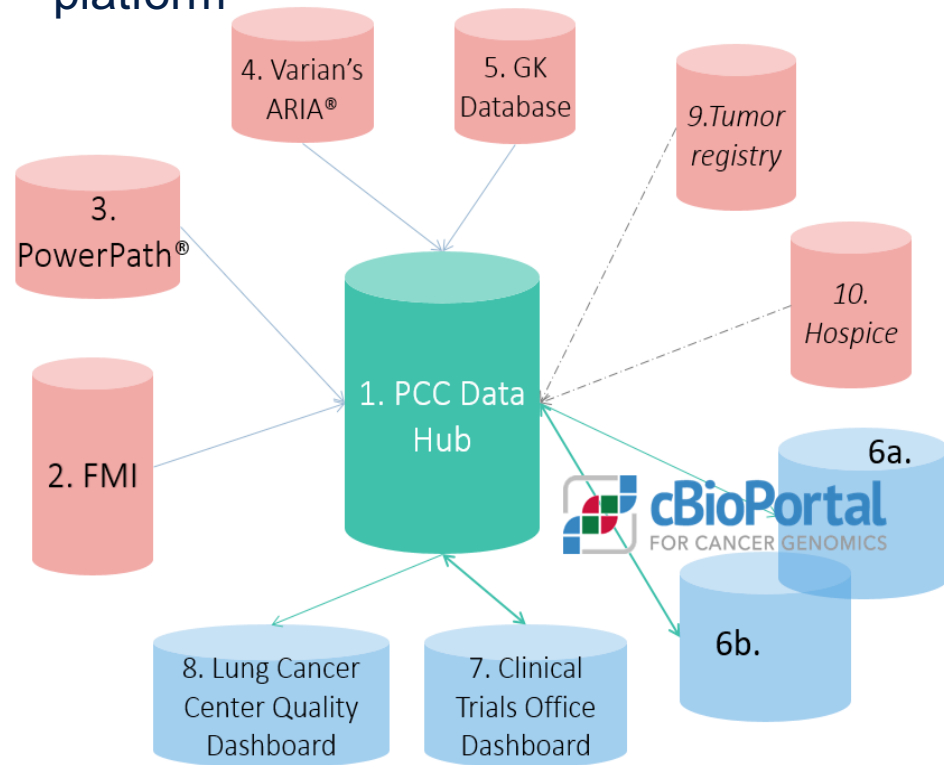 platform
4. Varian's
ARIA®
5. GK
Database
9.Tumor
registry
3.
PowerPath®
10.
Hospice
1. PCC Data
Hub
2. FMI
6a.
cBioPortal
FOR CANCER GENOMICS
6b.
8. Lung Cancer
Center Quality
Dashboard
7. Clinical
Trials Office
Dashboard